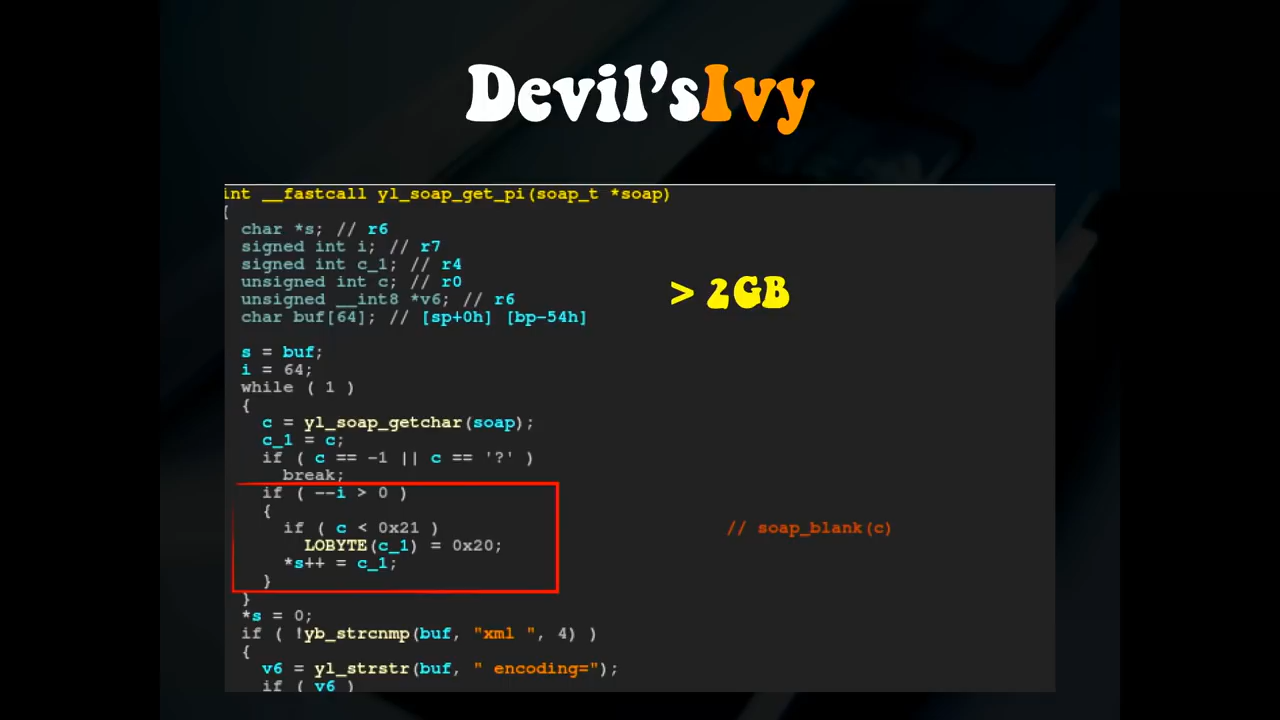 Devil'sIvy
int __fastcall yl_soap_get_pi(soap_t *soap)
{
char *s; // r6
signed int i; // r7
signed int c_1; // r4
unsigned int c; // r0
unsigned __int8 *v6; // r6
char buf[64]; // [sp+0h] [bp-54h]
> 2GB
s = buf;
i = 64;
while ( 1 )
{
c = yl_soap_getchar(soap);
c_1 = c;
if ( c == -1 || c == '?' )
break;
if ( --i > 0 )
{
if ( c < 0x21 )
// soap_blank(c)
LOBYTE(c_1) = 0x20;
*s++ = c_1;
}
}
*s = 0;
if ( !yb_strcnmp(buf, "xml ", 4) )
{
v6 = yl_strstr(buf, " encoding=");
if ( v6 )